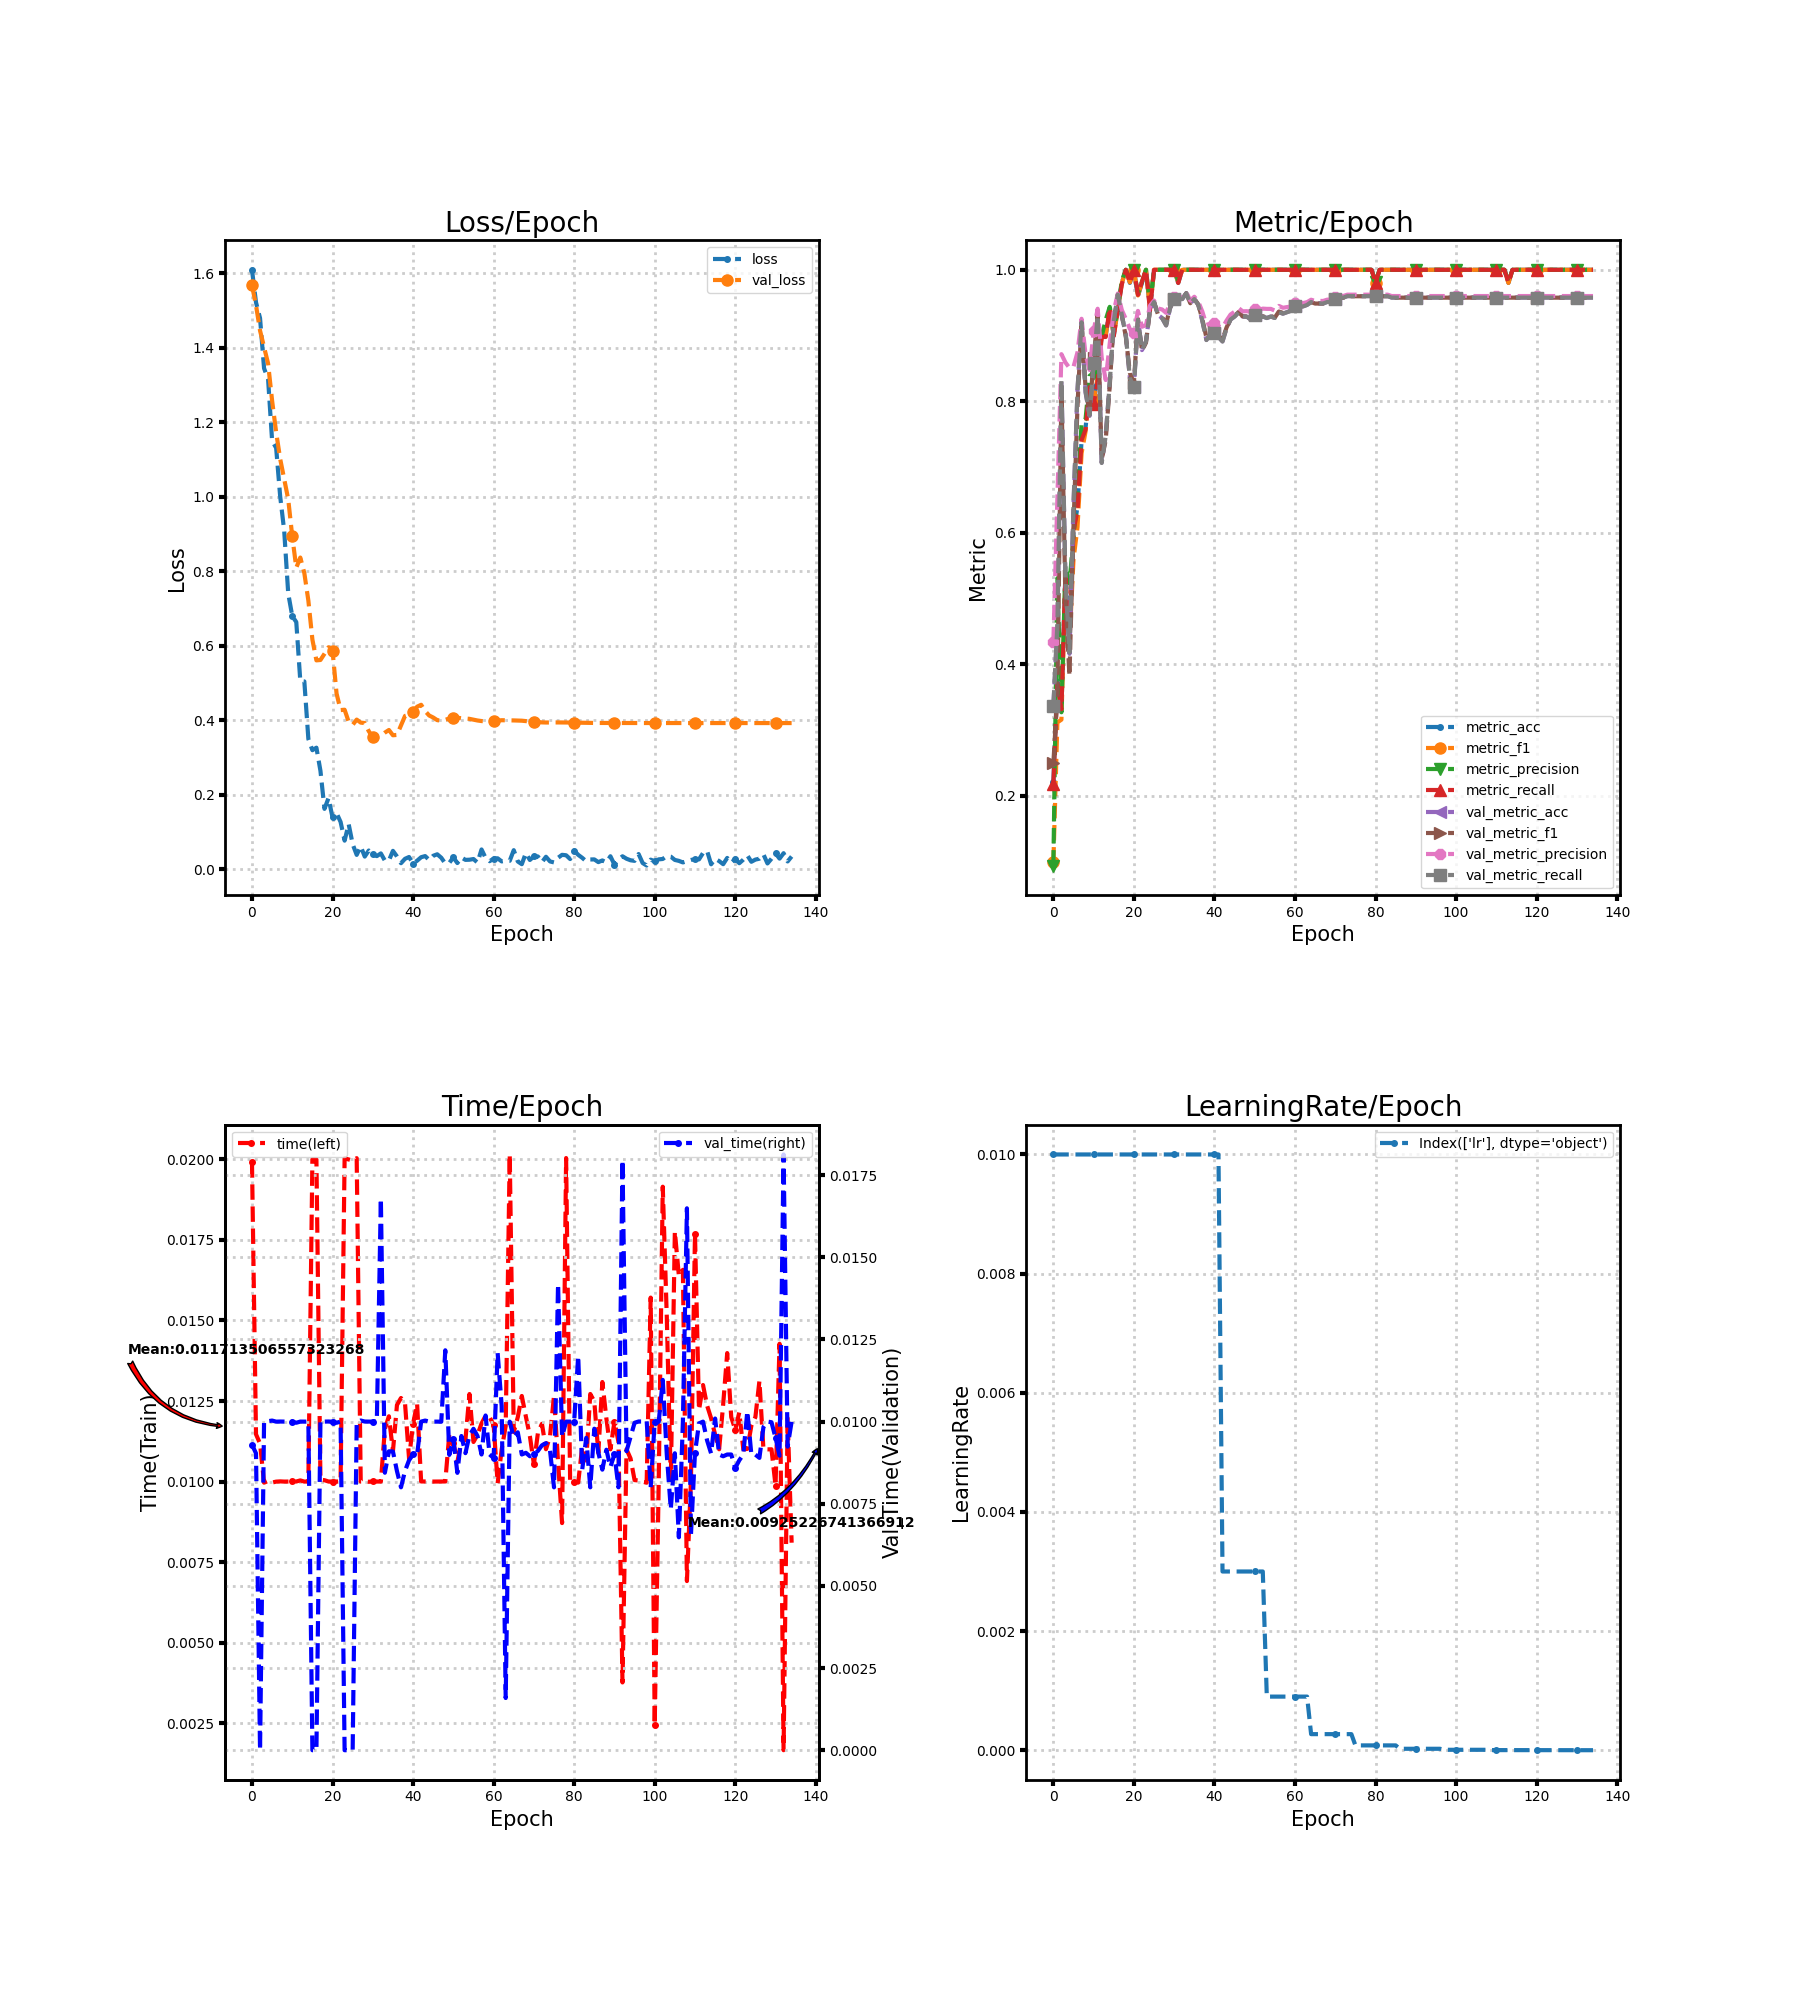 Loss/Epoch
loss
val_loss
1.6
1.4
1.2
1.0
0.8
0.6
0.4
0.2
0.0
Loss
0
20
40
60
80
100
120
140
Epoch
Metric/Epoch
1.0
0.8
0.6
0.4
0.2
Metric
metric_acc
metric_f1
metric_precision
metric_recall
val_metric_acc
val_metric_f1
val_metric_precision
val_metric_recall
0
20
40
60
80
100
120
140
Epoch
Time/Epoch
time(left)
val_time(right)
0.0200
0.0175
0.0150
0.0125
0.0100
0.0075
0.0050
0.0025
Time(Train)
Mean:0.011713506557323268
0.0175
0.0150
0.0125
0.0100
0.0075
0.0050
0.0025
0.0000
Val_Time(Validation)
Mean:0.00925226741366912
0
20
40
60
80
100
120
140
Epoch
LearningRate/Epoch
Index(['lr'], dtype='object')
0.010
0.008
0.006
0.004
0.002
0.000
LearningRate
0
20
40
60
80
100
120
140
Epoch